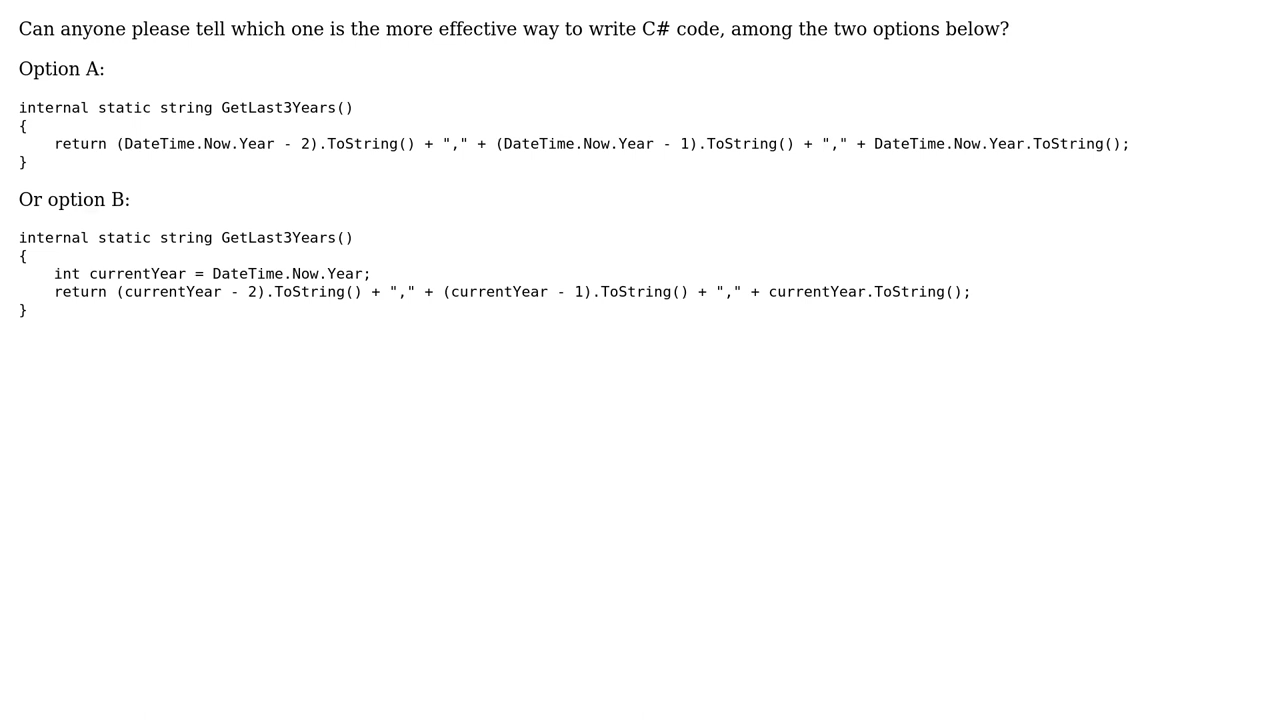 Can anyone please tell which one is the more effective way to write C# code, among the two options below?
Option A:
internal static string GetLast3Years()
{
    return (DateTime.Now.Year - 2).ToString() + "," + (DateTime.Now.Year - 1).ToString() + "," + DateTime.Now.Year.ToString();
}
Or option B:
internal static string GetLast3Years()
{
    int currentYear = DateTime.Now.Year;
    return (currentYear - 2).ToString() + "," + (currentYear - 1).ToString() + "," + currentYear.ToString();
}